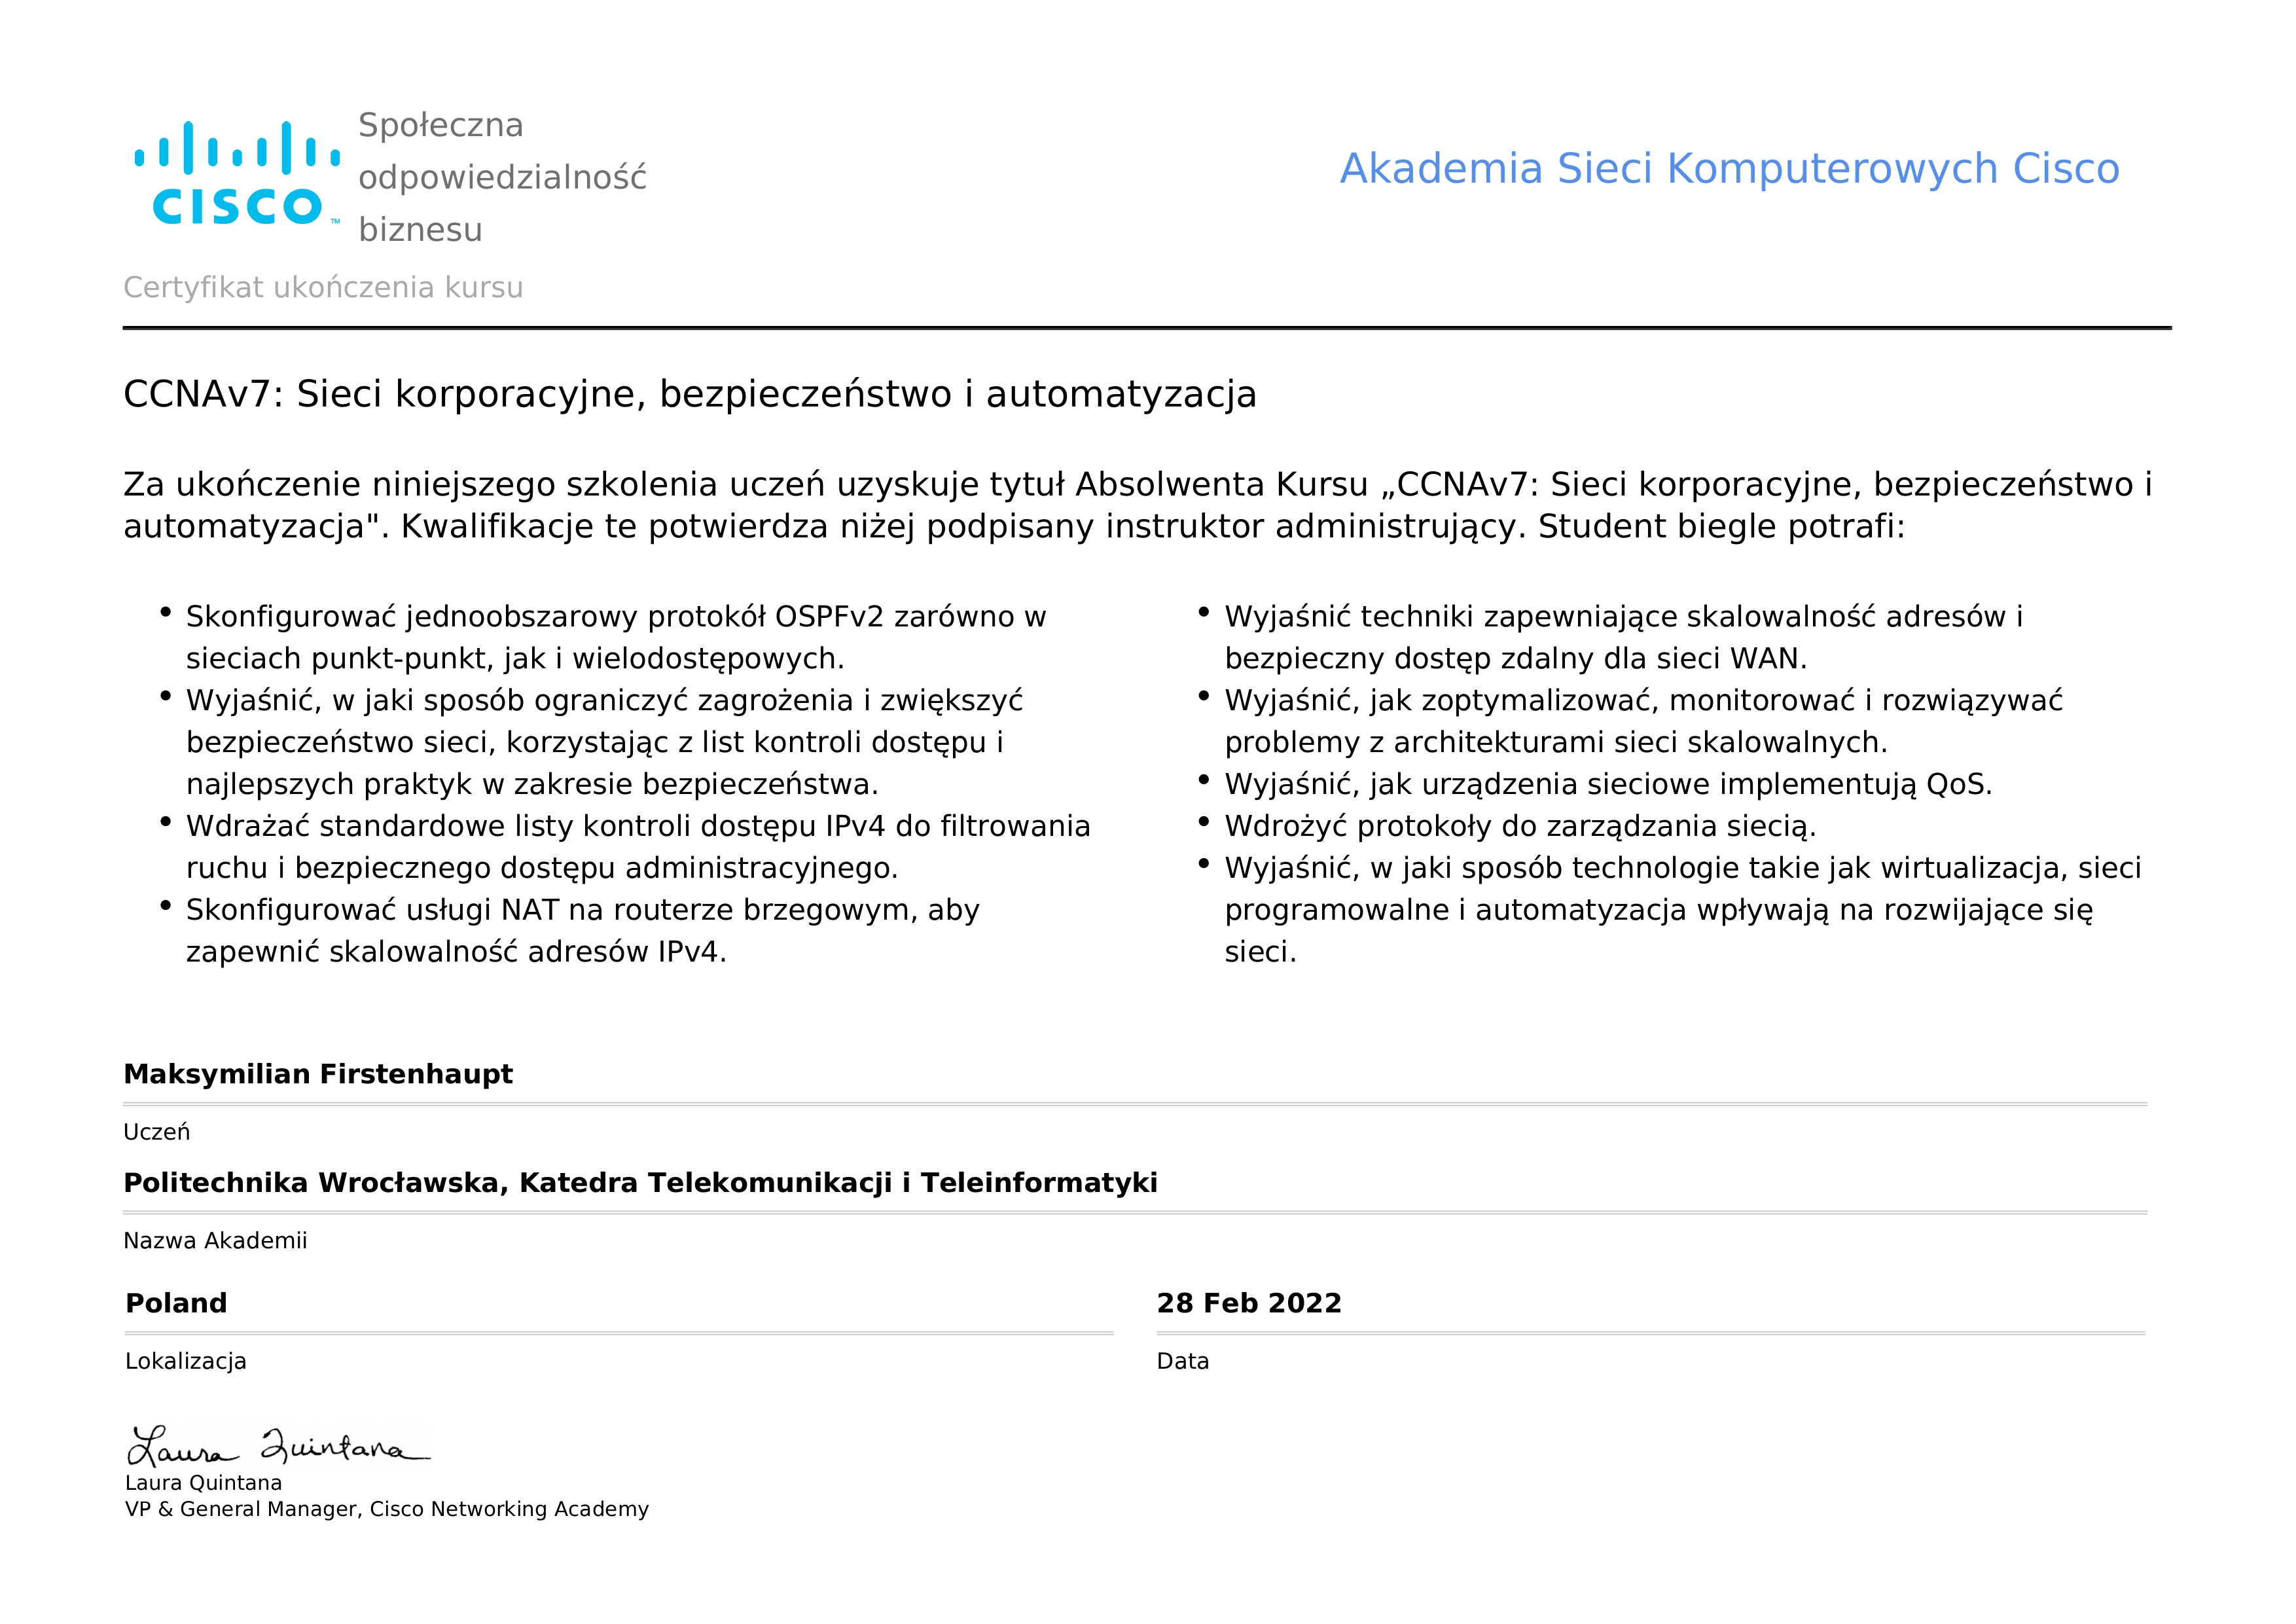 CISCO™
Społeczna
odpowiedzialność
biznesu
Akademia Sieci Komputerowych Cisco
Certyfikat ukończenia kursu
CCNAv7: Sieci korporacyjne, bezpieczeństwo i automatyzacja
Za ukończenie niniejszego szkolenia uczeń uzyskuje tytuł Absolwenta Kursu „CCNAv7: Sieci korporacyjne, bezpieczeństwo i
automatyzacja". Kwalifikacje te potwierdza niżej podpisany instruktor administrujący. Student biegle potrafi:
• Skonfigurować jednoobszarowy protokół OSPFv2 zarówno w
sieciach punkt-punkt, jak i wielodostępowych.
• Wyjaśnić, w jaki sposób ograniczyć zagrożenia i zwiększyć
bezpieczeństwo sieci, korzystając z list kontroli dostępu i
najlepszych praktyk w zakresie bezpieczeństwa.
• Wdrażać standardowe listy kontroli dostępu IPv4 do filtrowania
ruchu i bezpiecznego dostępu administracyjnego.
• Skonfigurować usługi NAT na routerze brzegowym, aby
zapewnić skalowalność adresów IPv4.
• Wyjaśnić techniki zapewniające skalowalność adresów i
bezpieczny dostęp zdalny dla sieci WAN.
• Wyjaśnić, jak zoptymalizować, monitorować i rozwiązywać
problemy z architekturami sieci skalowalnych.
• Wyjaśnić, jak urządzenia sieciowe implementują QoS.
• Wdrożyć protokoły do zarządzania siecią.
• Wyjaśnić, w jaki sposób technologie takie jak wirtualizacja, sieci
programowalne i automatyzacja wpływają na rozwijające się
sieci.
Maksymilian Firstenhaupt
Uczeń
Politechnika Wrocławska, Katedra Telekomunikacji i Teleinformatyki
Nazwa Akademii
Poland
Lokalizacja
28 Feb 2022
Data
Laura Quintana
Laura Quintana
VP & General Manager, Cisco Networking Academy